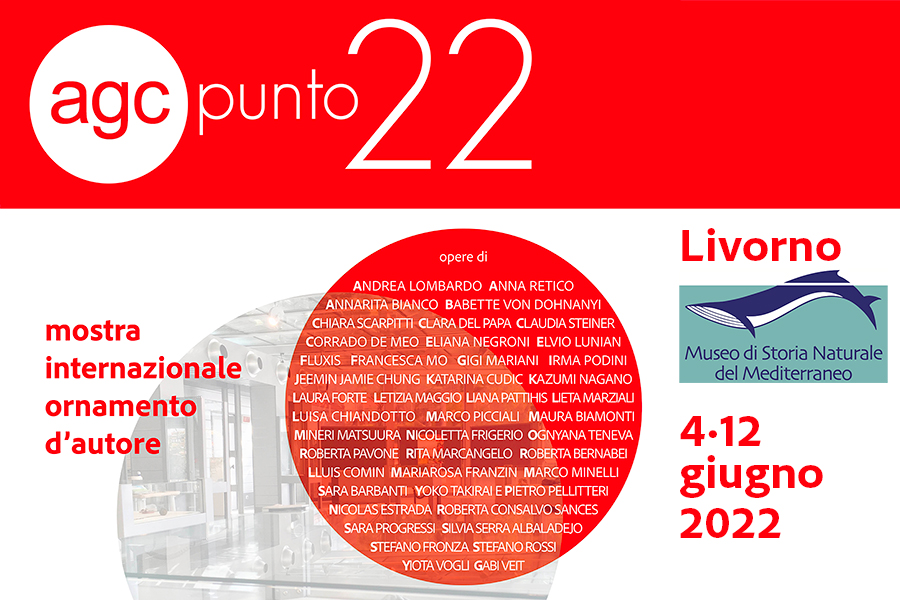 agc punto 22
mostra
internazionale
ornamento
d'autore
opere di
ANDREA LOMBARDO ANNA RETICO
ANNARITA BIANCO BABETTE VON DOHNANYI
CHIARA SCARPITTI CLARA DEL PAPA CLAUDIA STEINER
CORRADO DE MEO ELIANA NEGRONI ELVIO LUNIAN
FLUXIS FRANCESCA MO GIGI MARIANI IRMA PODINI
JEEMIN JAMIE CHUNG KATARINA CUDIC KAZUMI NAGANO
LAURA FORTE LETIZIA MAGGIO LIANA PATTIHIS LIETA MARZIALI
LUISA CHIANDOTTO MARCO PICCIALI MAURA BIAMONTI
MINERI MATSUURA NICOLETTA FRIGERIO OGNYANA TENEVA
ROBERTA PAVONE RITA MARCANGELO ROBERTA BERNABEI
LLUIS COMIN MARIAROSA FRANZIN MARCO MINELLI
SARA BARBANTI YOKO TAKIRAI E PIETRO PELLITTERI
NICOLAS ESTRADA ROBERTA CONSALVO SANCES
SARA PROGRESSI SILVIA SERRA ALBALADEJO
STEFANO FRONZA STEFANO ROSSI
YIOTA VOGLI GABI VEIT
Livorno
Museo di Storia Naturale
del Mediterraneo
4·12
giugno
2022